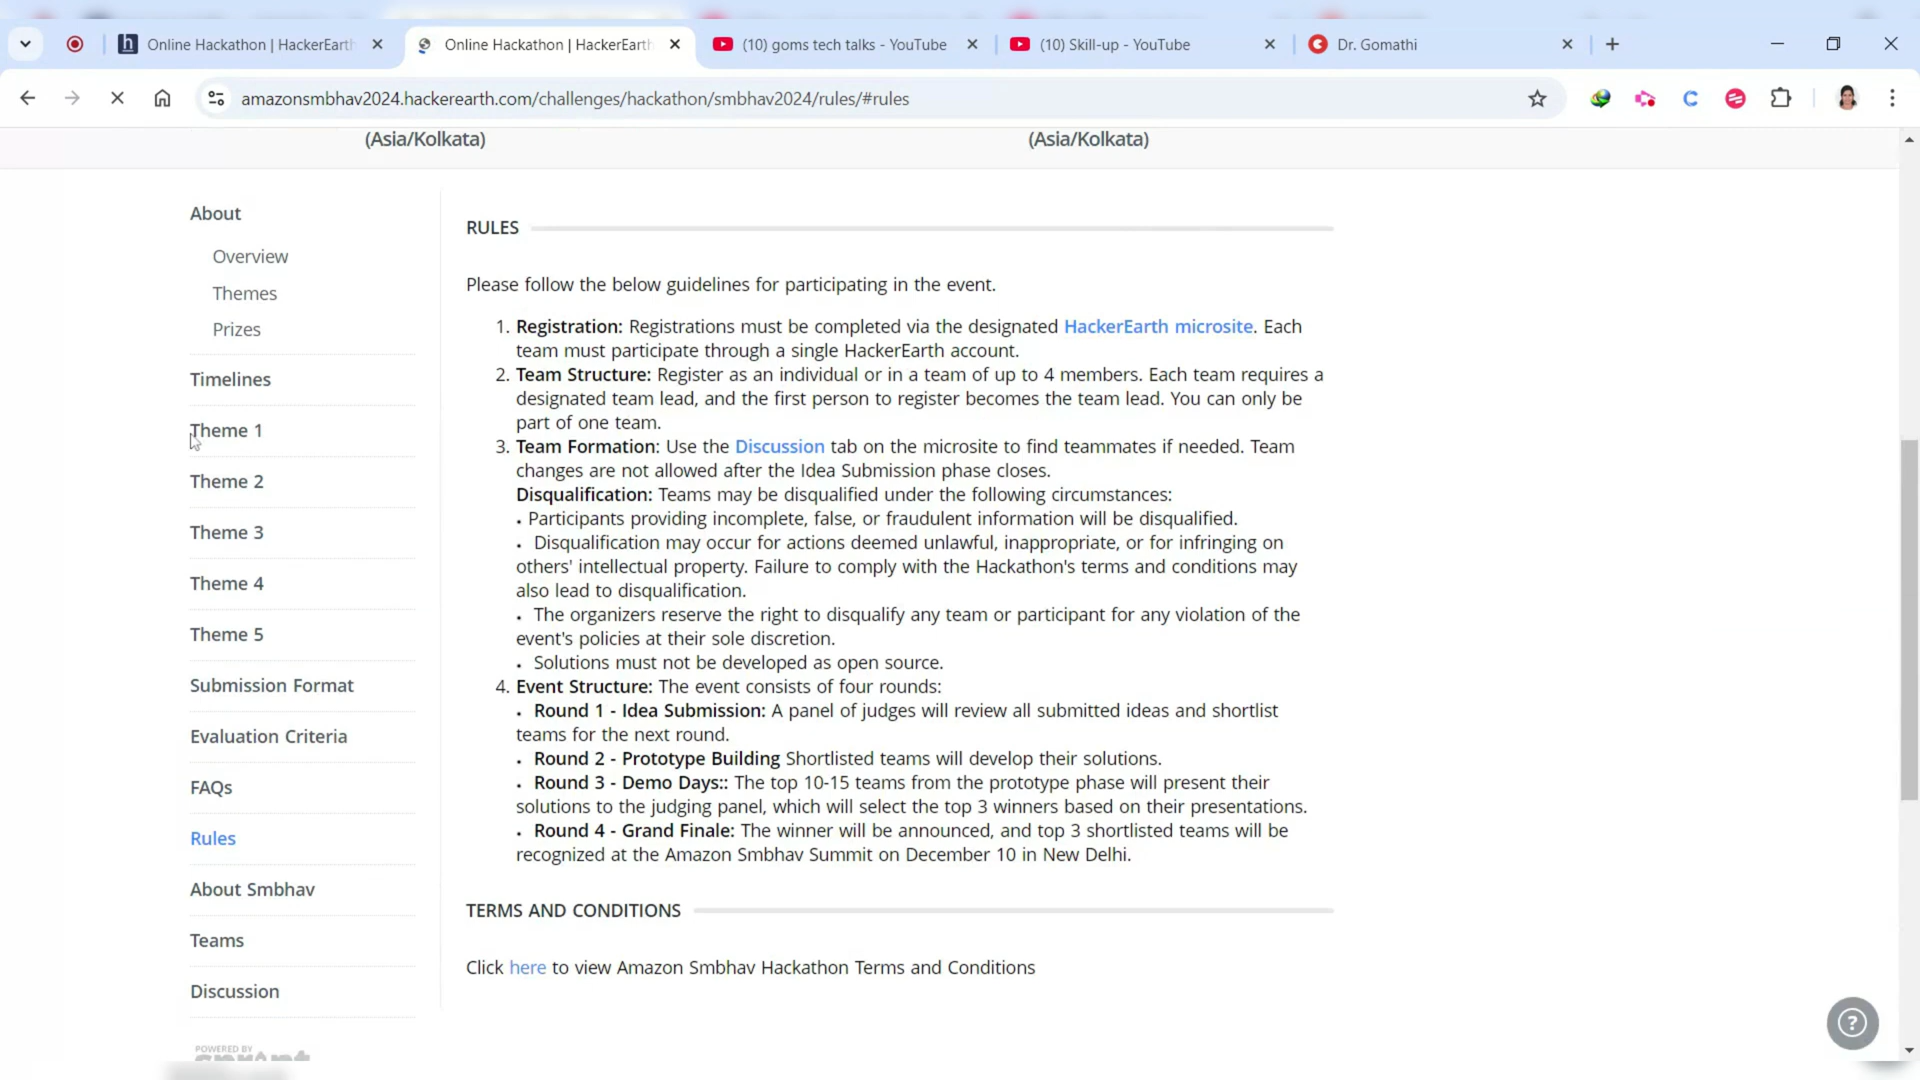 Online Hackathon | HackerEarth
Online Hackathon | HackerEarth
(10) goms tech talks - YouTube
(10) Skill-up - YouTube
Dr. Gomathi
amazonsmbhav2024.hackerearth.com/challenges/hackathon/smbhav2024/rules/#rules
(Asia/Kolkata)
(Asia/Kolkata)
About
Overview
Themes
Prizes
Timelines
Theme 1
Theme 2
Theme 3
Theme 4
Theme 5
Submission Format
Evaluation Criteria
FAQs
Rules
About Smbhav
Teams
Discussion
POWERED BY
RULES
Please follow the below guidelines for participating in the event.
1. Registration: Registrations must be completed via the designated HackerEarth microsite. Each
team must participate through a single HackerEarth account.
2. Team Structure: Register as an individual or in a team of up to 4 members. Each team requires a
designated team lead, and the first person to register becomes the team lead. You can only be
part of one team.
3. Team Formation: Use the Discussion tab on the microsite to find teammates if needed. Team
changes are not allowed after the Idea Submission phase closes.
Disqualification: Teams may be disqualified under the following circumstances:
• Participants providing incomplete, false, or fraudulent information will be disqualified.
• Disqualification may occur for actions deemed unlawful, inappropriate, or for infringing on
others' intellectual property. Failure to comply with the Hackathon's terms and conditions may
also lead to disqualification.
• The organizers reserve the right to disqualify any team or participant for any violation of the
event's policies at their sole discretion.
• Solutions must not be developed as open source.
4. Event Structure: The event consists of four rounds:
• Round 1 - Idea Submission: A panel of judges will review all submitted ideas and shortlist
teams for the next round.
• Round 2 - Prototype Building Shortlisted teams will develop their solutions.
• Round 3 - Demo Days:: The top 10-15 teams from the prototype phase will present their
solutions to the judging panel, which will select the top 3 winners based on their presentations.
• Round 4 - Grand Finale: The winner will be announced, and top 3 shortlisted teams will be
recognized at the Amazon Smbhav Summit on December 10 in New Delhi.
TERMS AND CONDITIONS
Click here to view Amazon Smbhav Hackathon Terms and Conditions